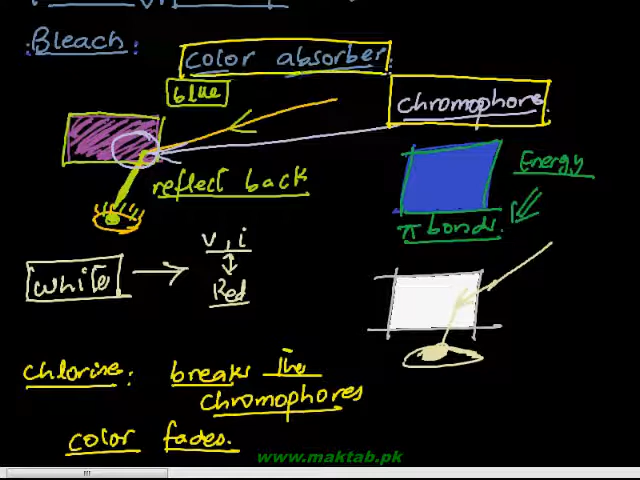 Bleach:
color absorber.
blue
chromophore.
reflect back
Energy
π bonds.
white
v, i
Red
Chlorine: breaks the
chromophores
color fades.
www.maktab.pk